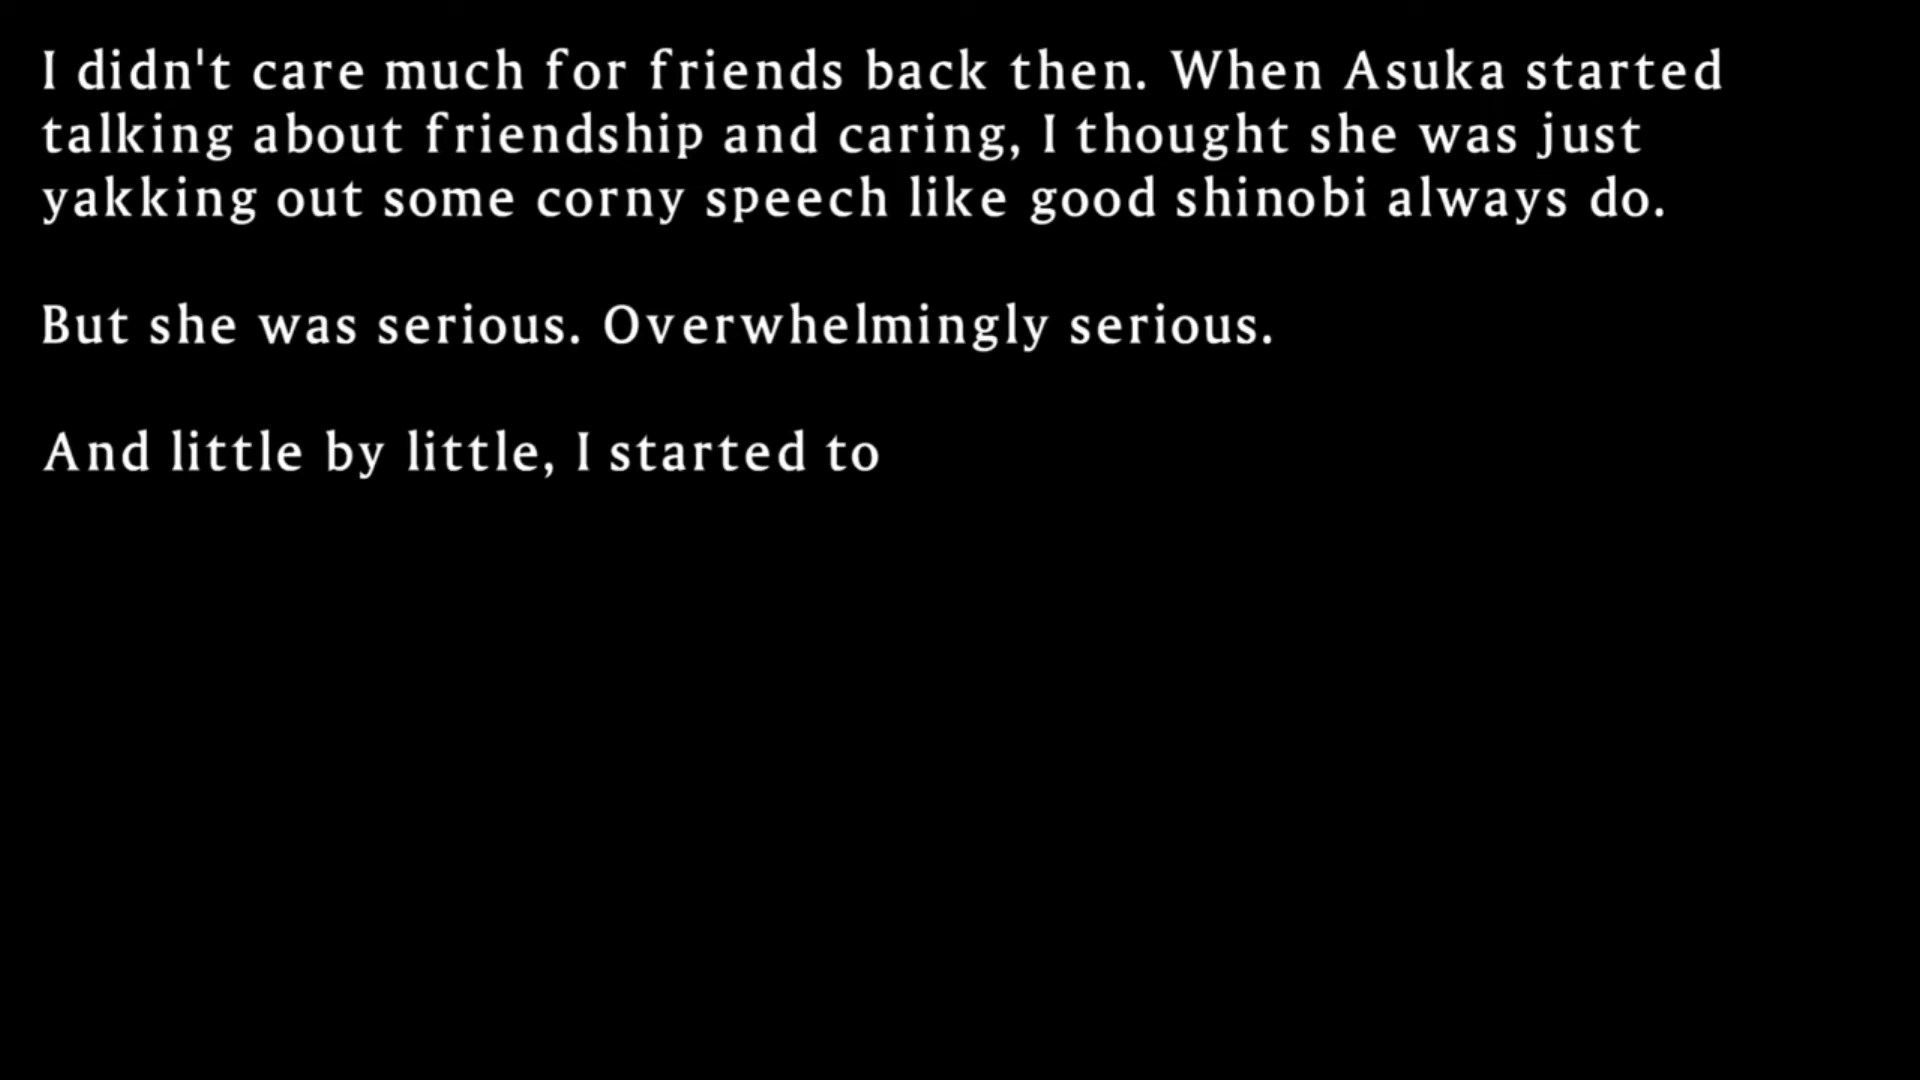 I didn't care much for friends back then. When Asuka started
talking about friendship and caring, I thought she was just
yakking out some corny speech like good shinobi always do.
But she was serious. Overwhelmingly serious.
And little by little, I started to